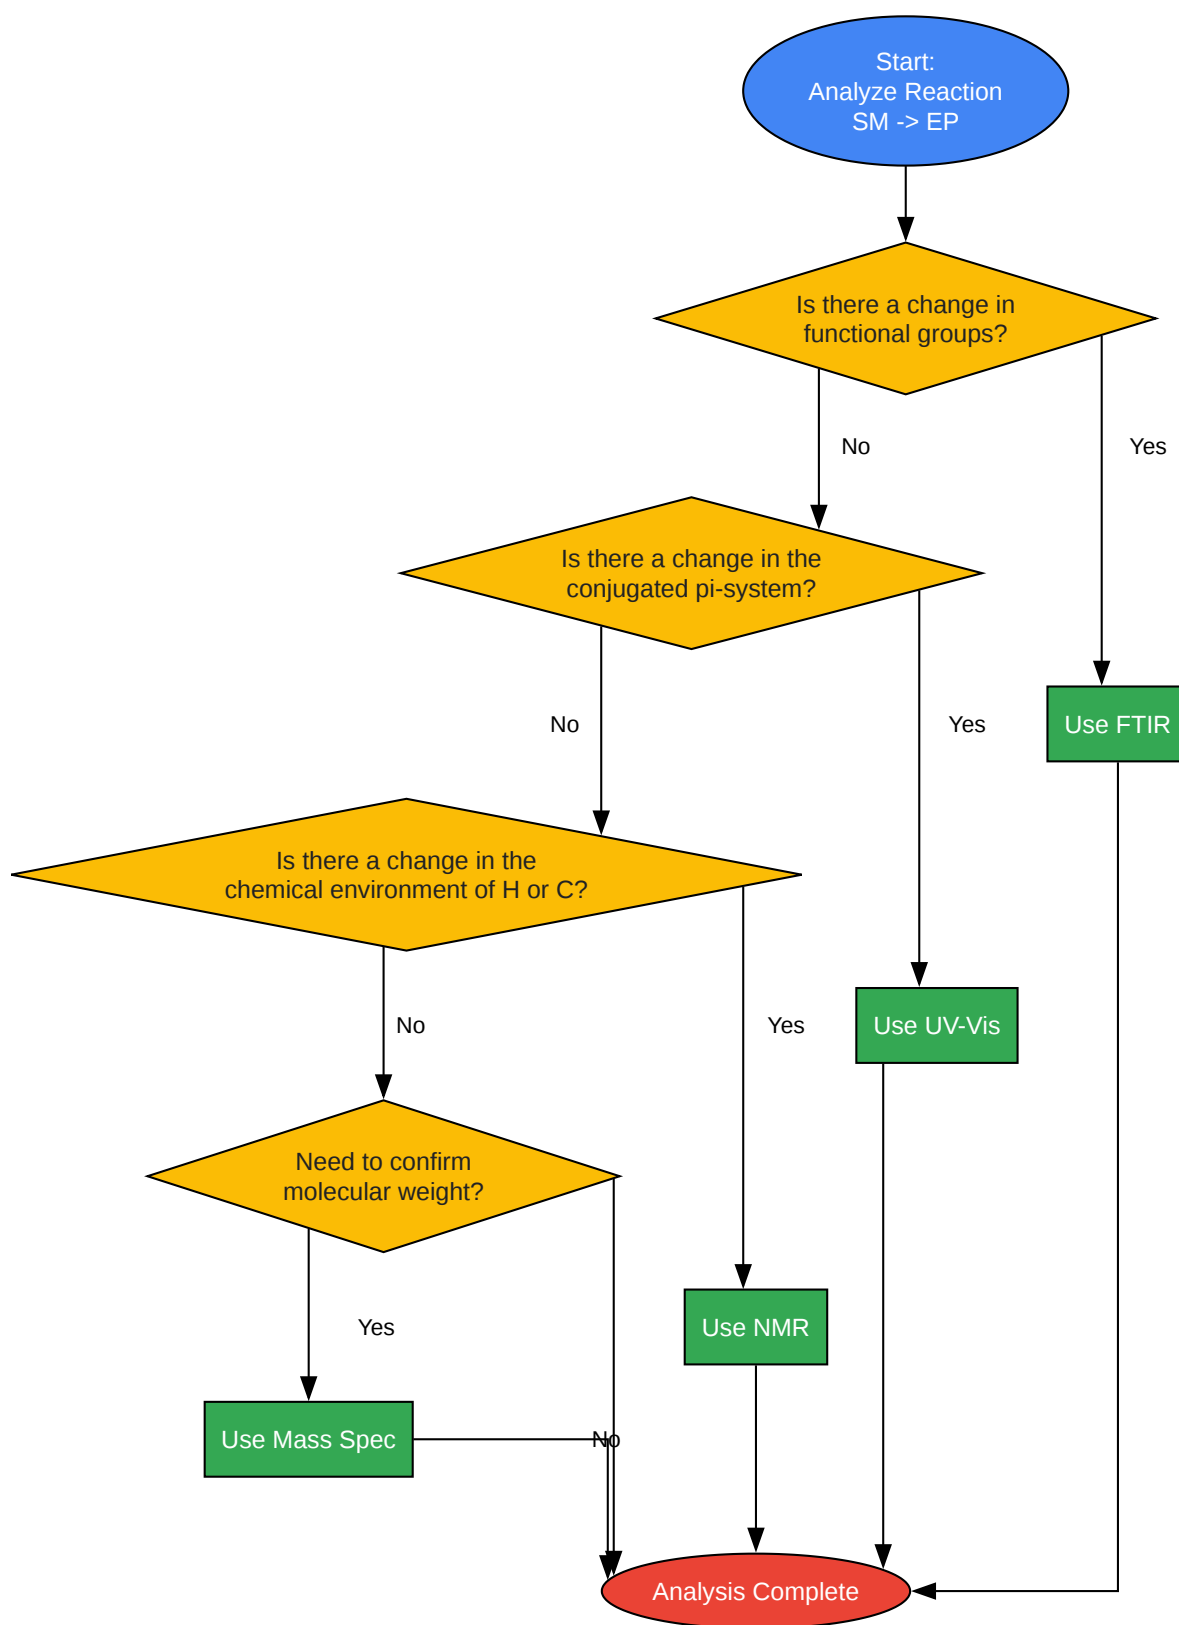 Start:
Analyze Reaction
SM -> EP
Is there a change in
functional groups?
No
Yes
Is there a change in the
conjugated pi-system?
No
Yes
Use FTIR
Is there a change in the
chemical environment of H or C?
No
Yes
Use UV-Vis
Need to confirm
molecular weight?
Yes
Use NMR
Use Mass Spec
No
Analysis Complete